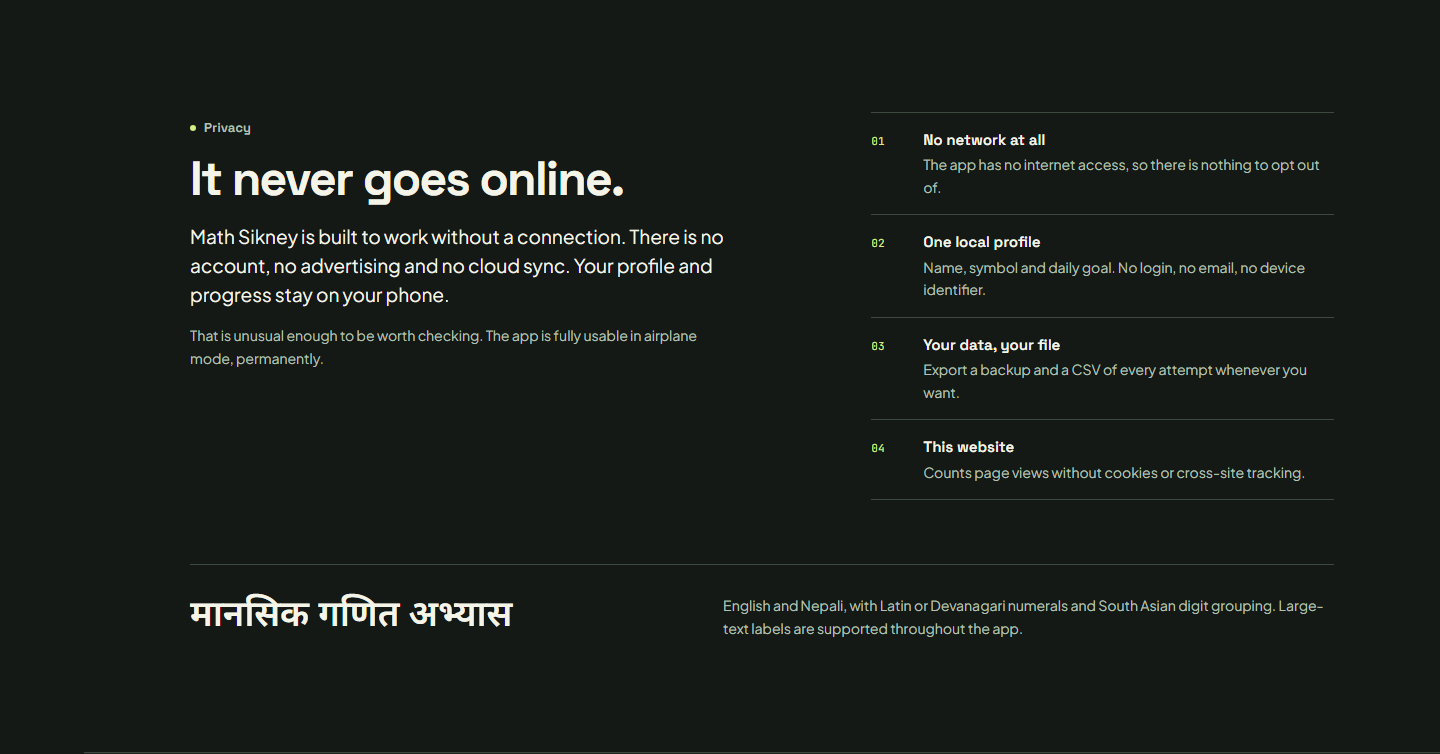 Privacy
It never goes online.
Math Sikney is built to work without a connection. There is no
account, no advertising and no cloud sync. Your profile and
progress stay on your phone.
That is unusual enough to be worth checking. The app is fully usable in airplane
mode, permanently.
01
No network at all
The app has no internet access, so there is nothing to opt out
of.
02
One local profile
Name, symbol and daily goal. No login, no email, no device
identifier.
03
Your data, your file
Export a backup and a CSV of every attempt whenever you
want.
04
This website
Counts page views without cookies or cross-site tracking.
मानसिक गणित अभ्यास
English and Nepali, with Latin or Devanagari numerals and South Asian digit grouping. Large-
text labels are supported throughout the app.